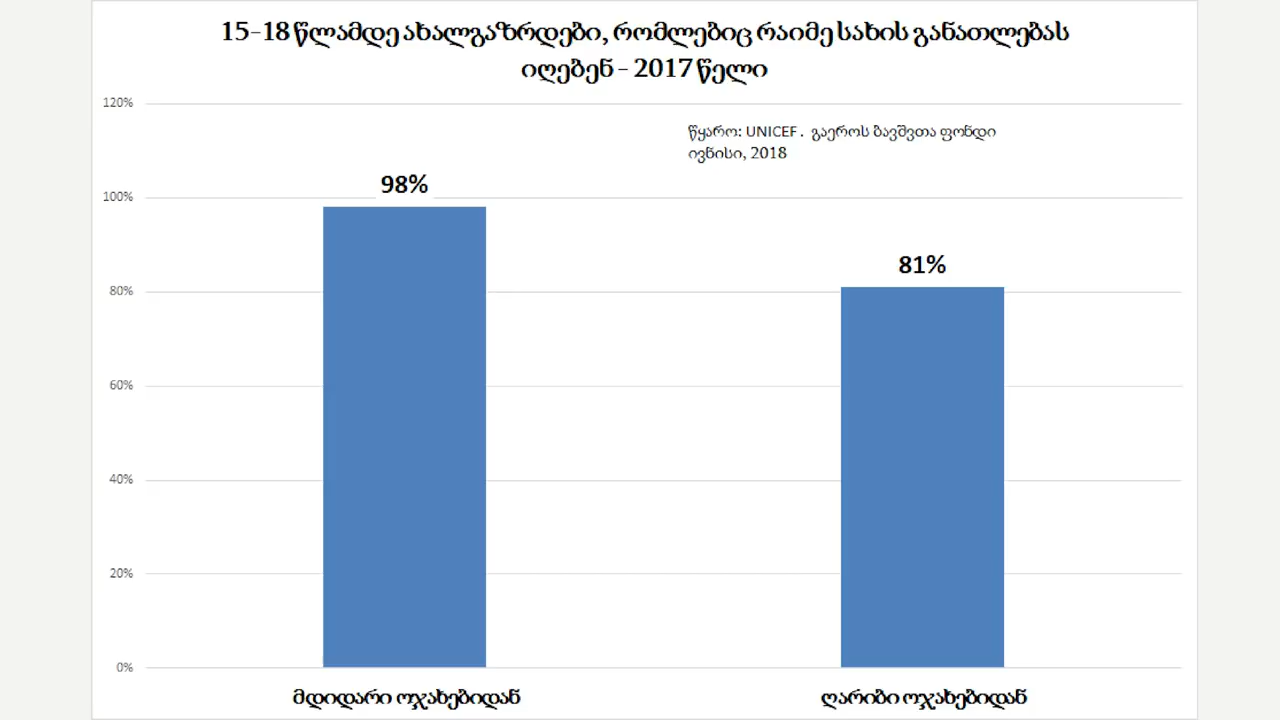 15-18 წლამდე ახალგაზრდები, რომლებიც რაიმე სახის განათლებას
იღებენ - 2017 წელი
წყარო: UNICEF. გაეროს ბავშვთა ფონდი
ივნისი, 2018
120%
100%
80%
60%
40%
20%
0%
98%
81%
მდიდარი ოჯახებიდან
ღარიბი ოჯახებიდან